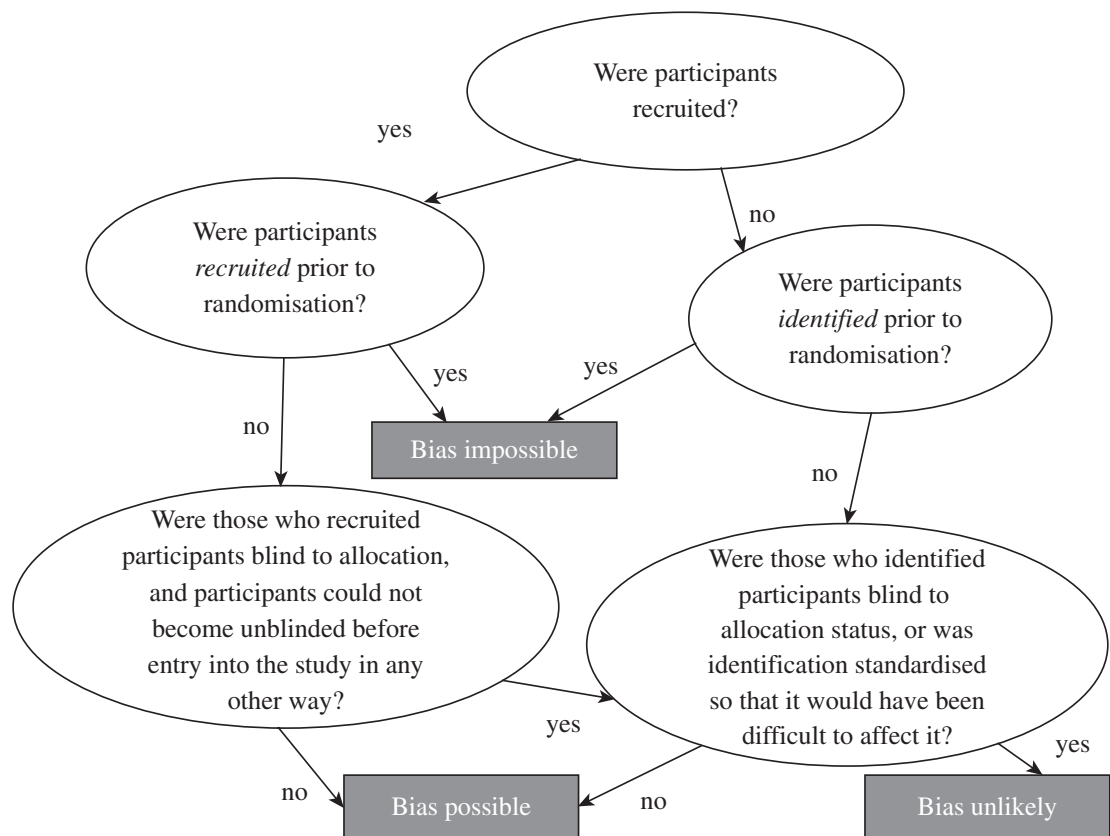 Were participants
recruited?
yes
no
Were participants
recruited prior to
randomisation?
Were participants
identified prior to
randomisation?
yes
yes
no
Bias impossible
no
Were those who recruited
participants blind to allocation,
and participants could not
become unblinded before
entry into the study in any
other way?
Were those who identified
participants blind to
allocation status, or was
identification standardised
so that it would have been
difficult to affect it?
yes
yes
no
no
Bias possible
Bias unlikely